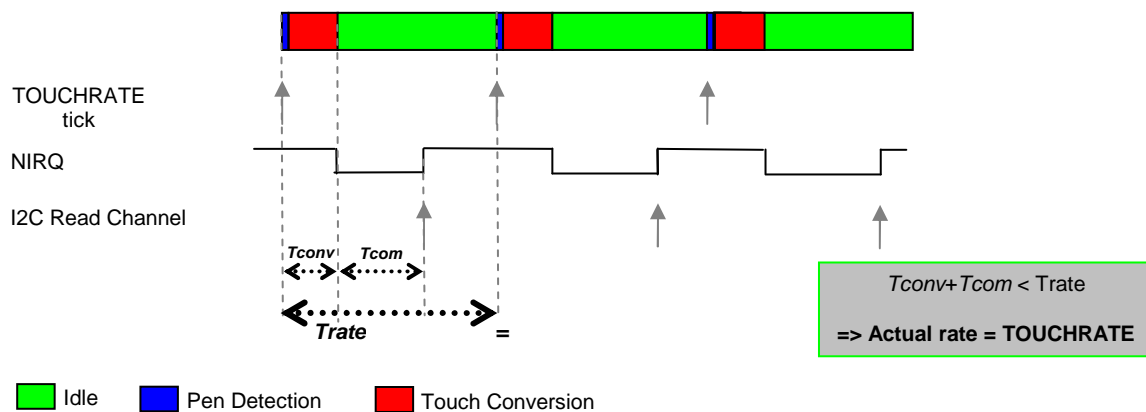 TOUCHRATE
tick
NIRQ
I2C Read Channel
Tconv Tcom
Trate =
Tconv+Tcom < Trate
=> Actual rate = TOUCHRATE
Idle Pen Detection Touch Conversion